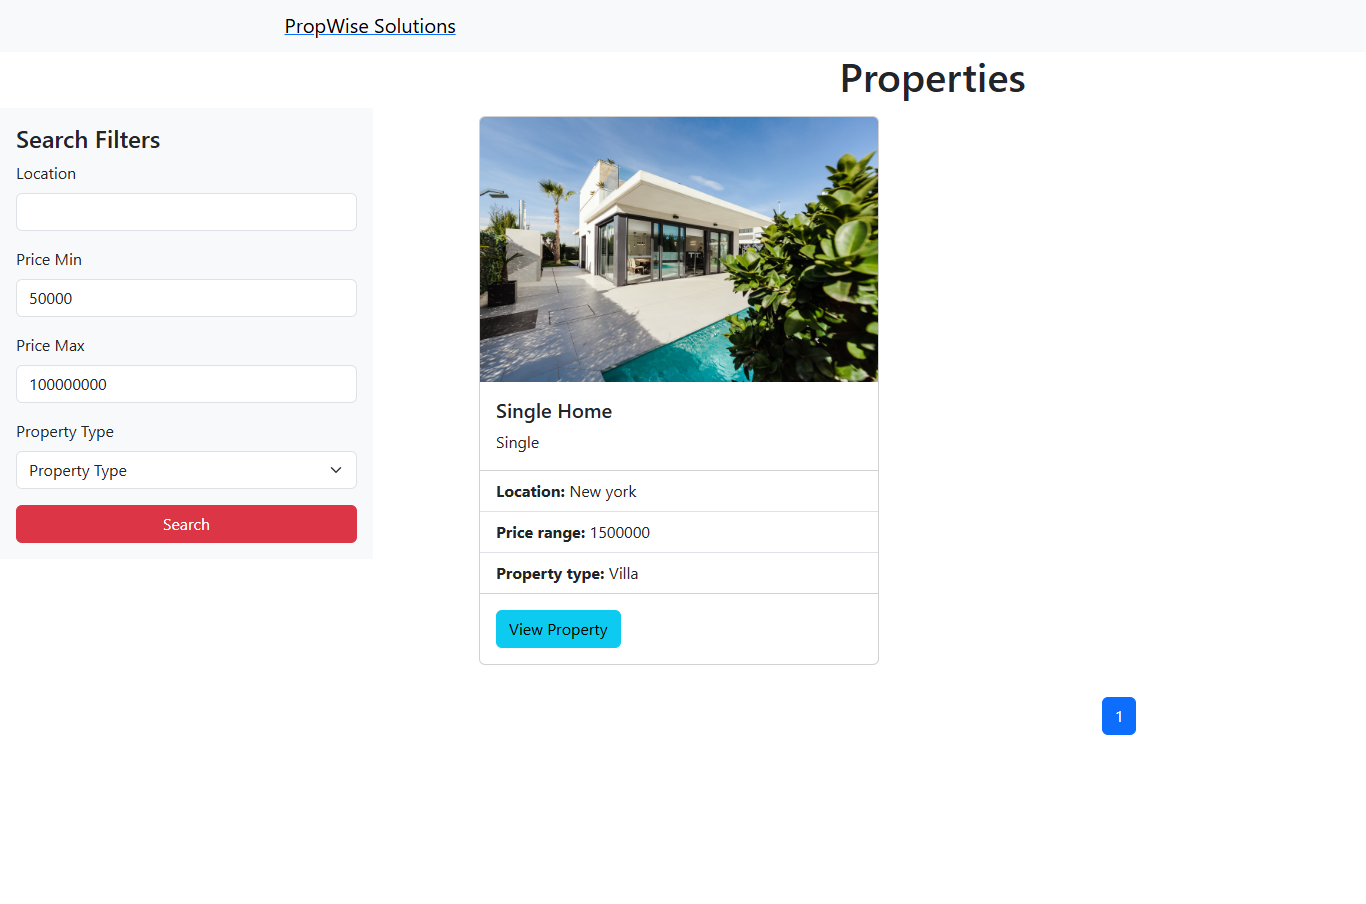 PropWise Solutions
Properties
Search Filters
Location
Price Min
50000
Price Max
100000000
Property Type
Property Type
Search
Single Home
Single
Location: New york
Price range: 1500000
Property type: Villa
View Property
1